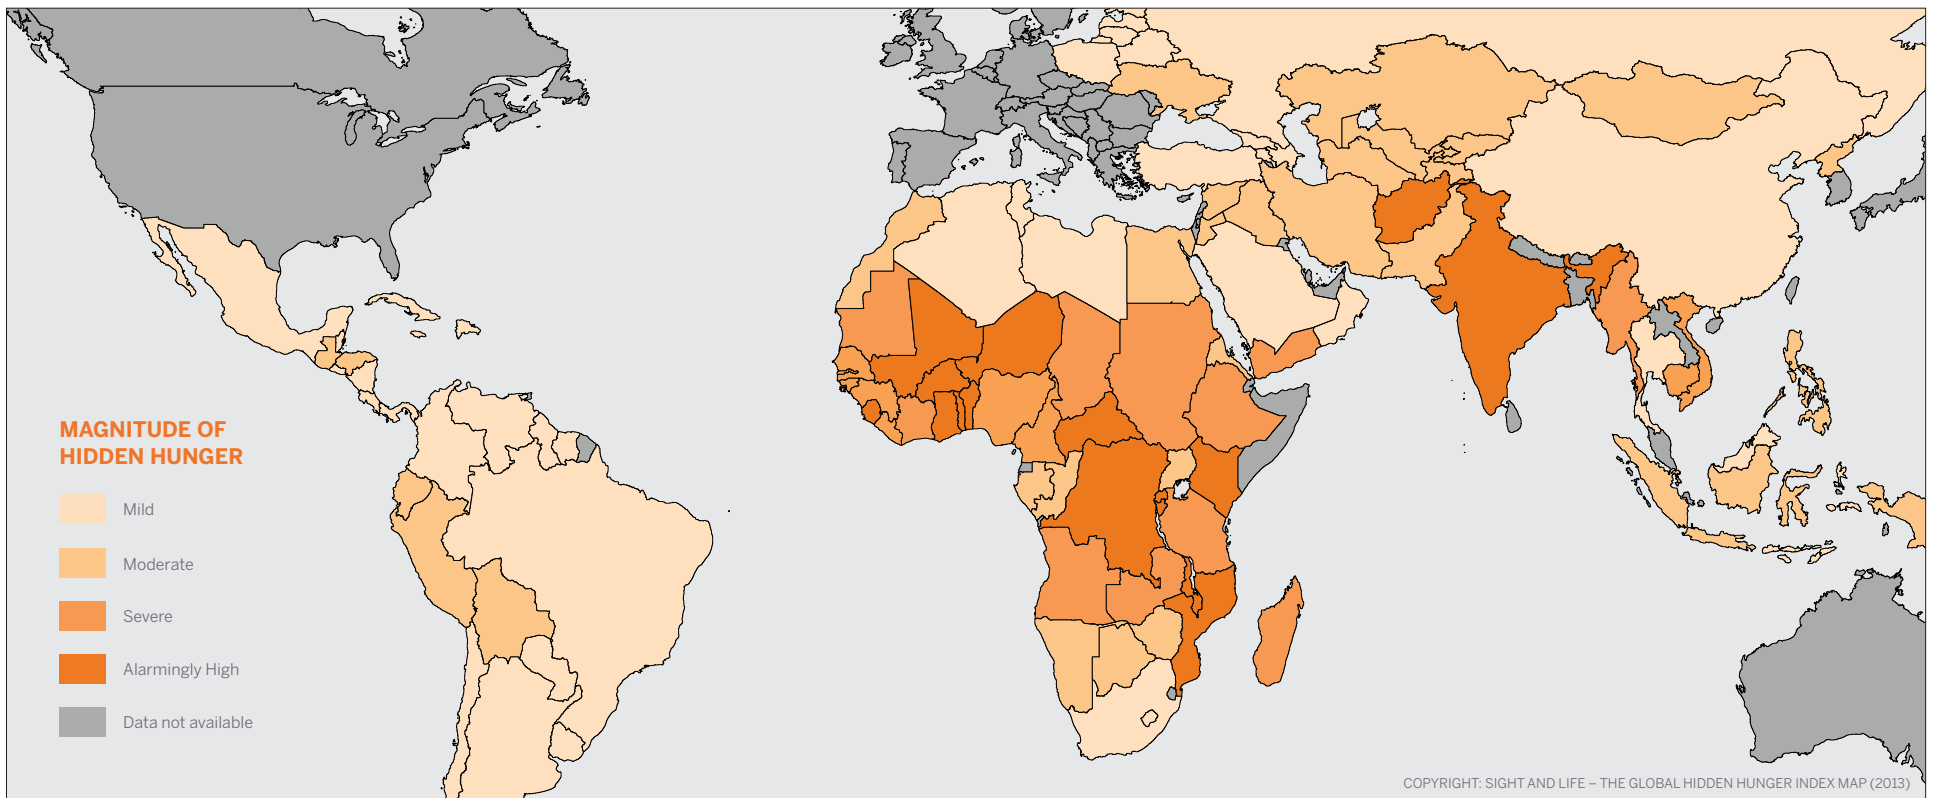 MAGNITUDE OF
HIDDEN HUNGER
Mild
Moderate
Severe
Alarmingly High
Data not available
COPYRIGHT: SIGHT AND LIFE – THE GLOBAL HIDDEN HUNGER INDEX MAP (2013)